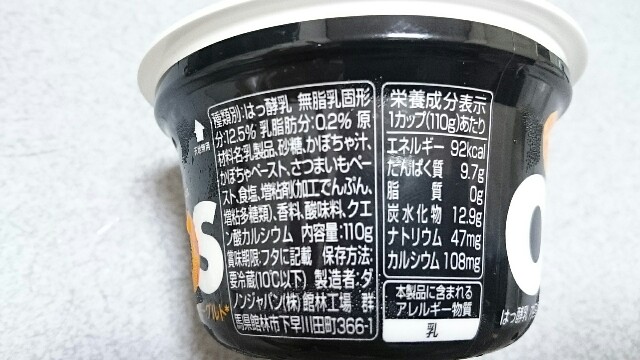 種類別:はっ酵乳 無脂乳固形
分:12.5% 乳脂肪分:0.2% 原
材料名:乳製品、砂糖、かぼちゃ汁、
かぼちゃペースト、さつまいもペー
スト、食塩、増粘剤(加工でんぷん、
増粘多糖類)、香料、酸味料、クエ
ン酸カルシウム 内容量:110g
賞味期限:フタに記載 保存方法:
要冷蔵(10℃以下) 製造者:ダ
ノンジャパン(株)館林工場 群
馬県館林市下早川田町366-1
栄養成分表示
1カップ(110g)あたり
エネルギー 92kcal
たんぱく質 9.7g
脂質 0g
炭水化物 12.9g
ナトリウム 47mg
カルシウム 108mg
本製品に含まれる
アレルギー物質
乳
OS
O
はっ酵乳